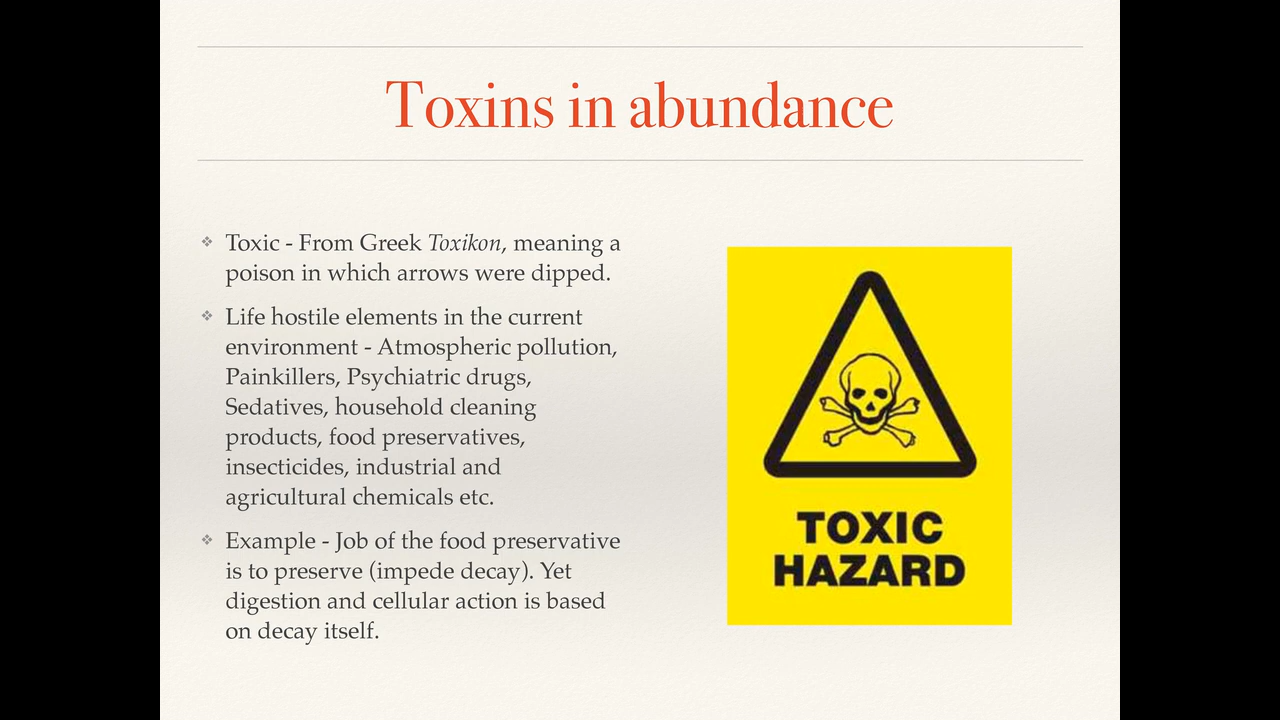 Toxins in abundance
Toxic - From Greek Toxikon, meaning a
poison in which arrows were dipped.
Life hostile elements in the current
environment - Atmospheric pollution,
Painkillers, Psychiatric drugs,
Sedatives, household cleaning
products, food preservatives,
insecticides, industrial and
agricultural chemicals etc.
Example - Job of the food preservative
is to preserve (impede decay). Yet
digestion and cellular action is based
on decay itself.
TOXIC
HAZARD